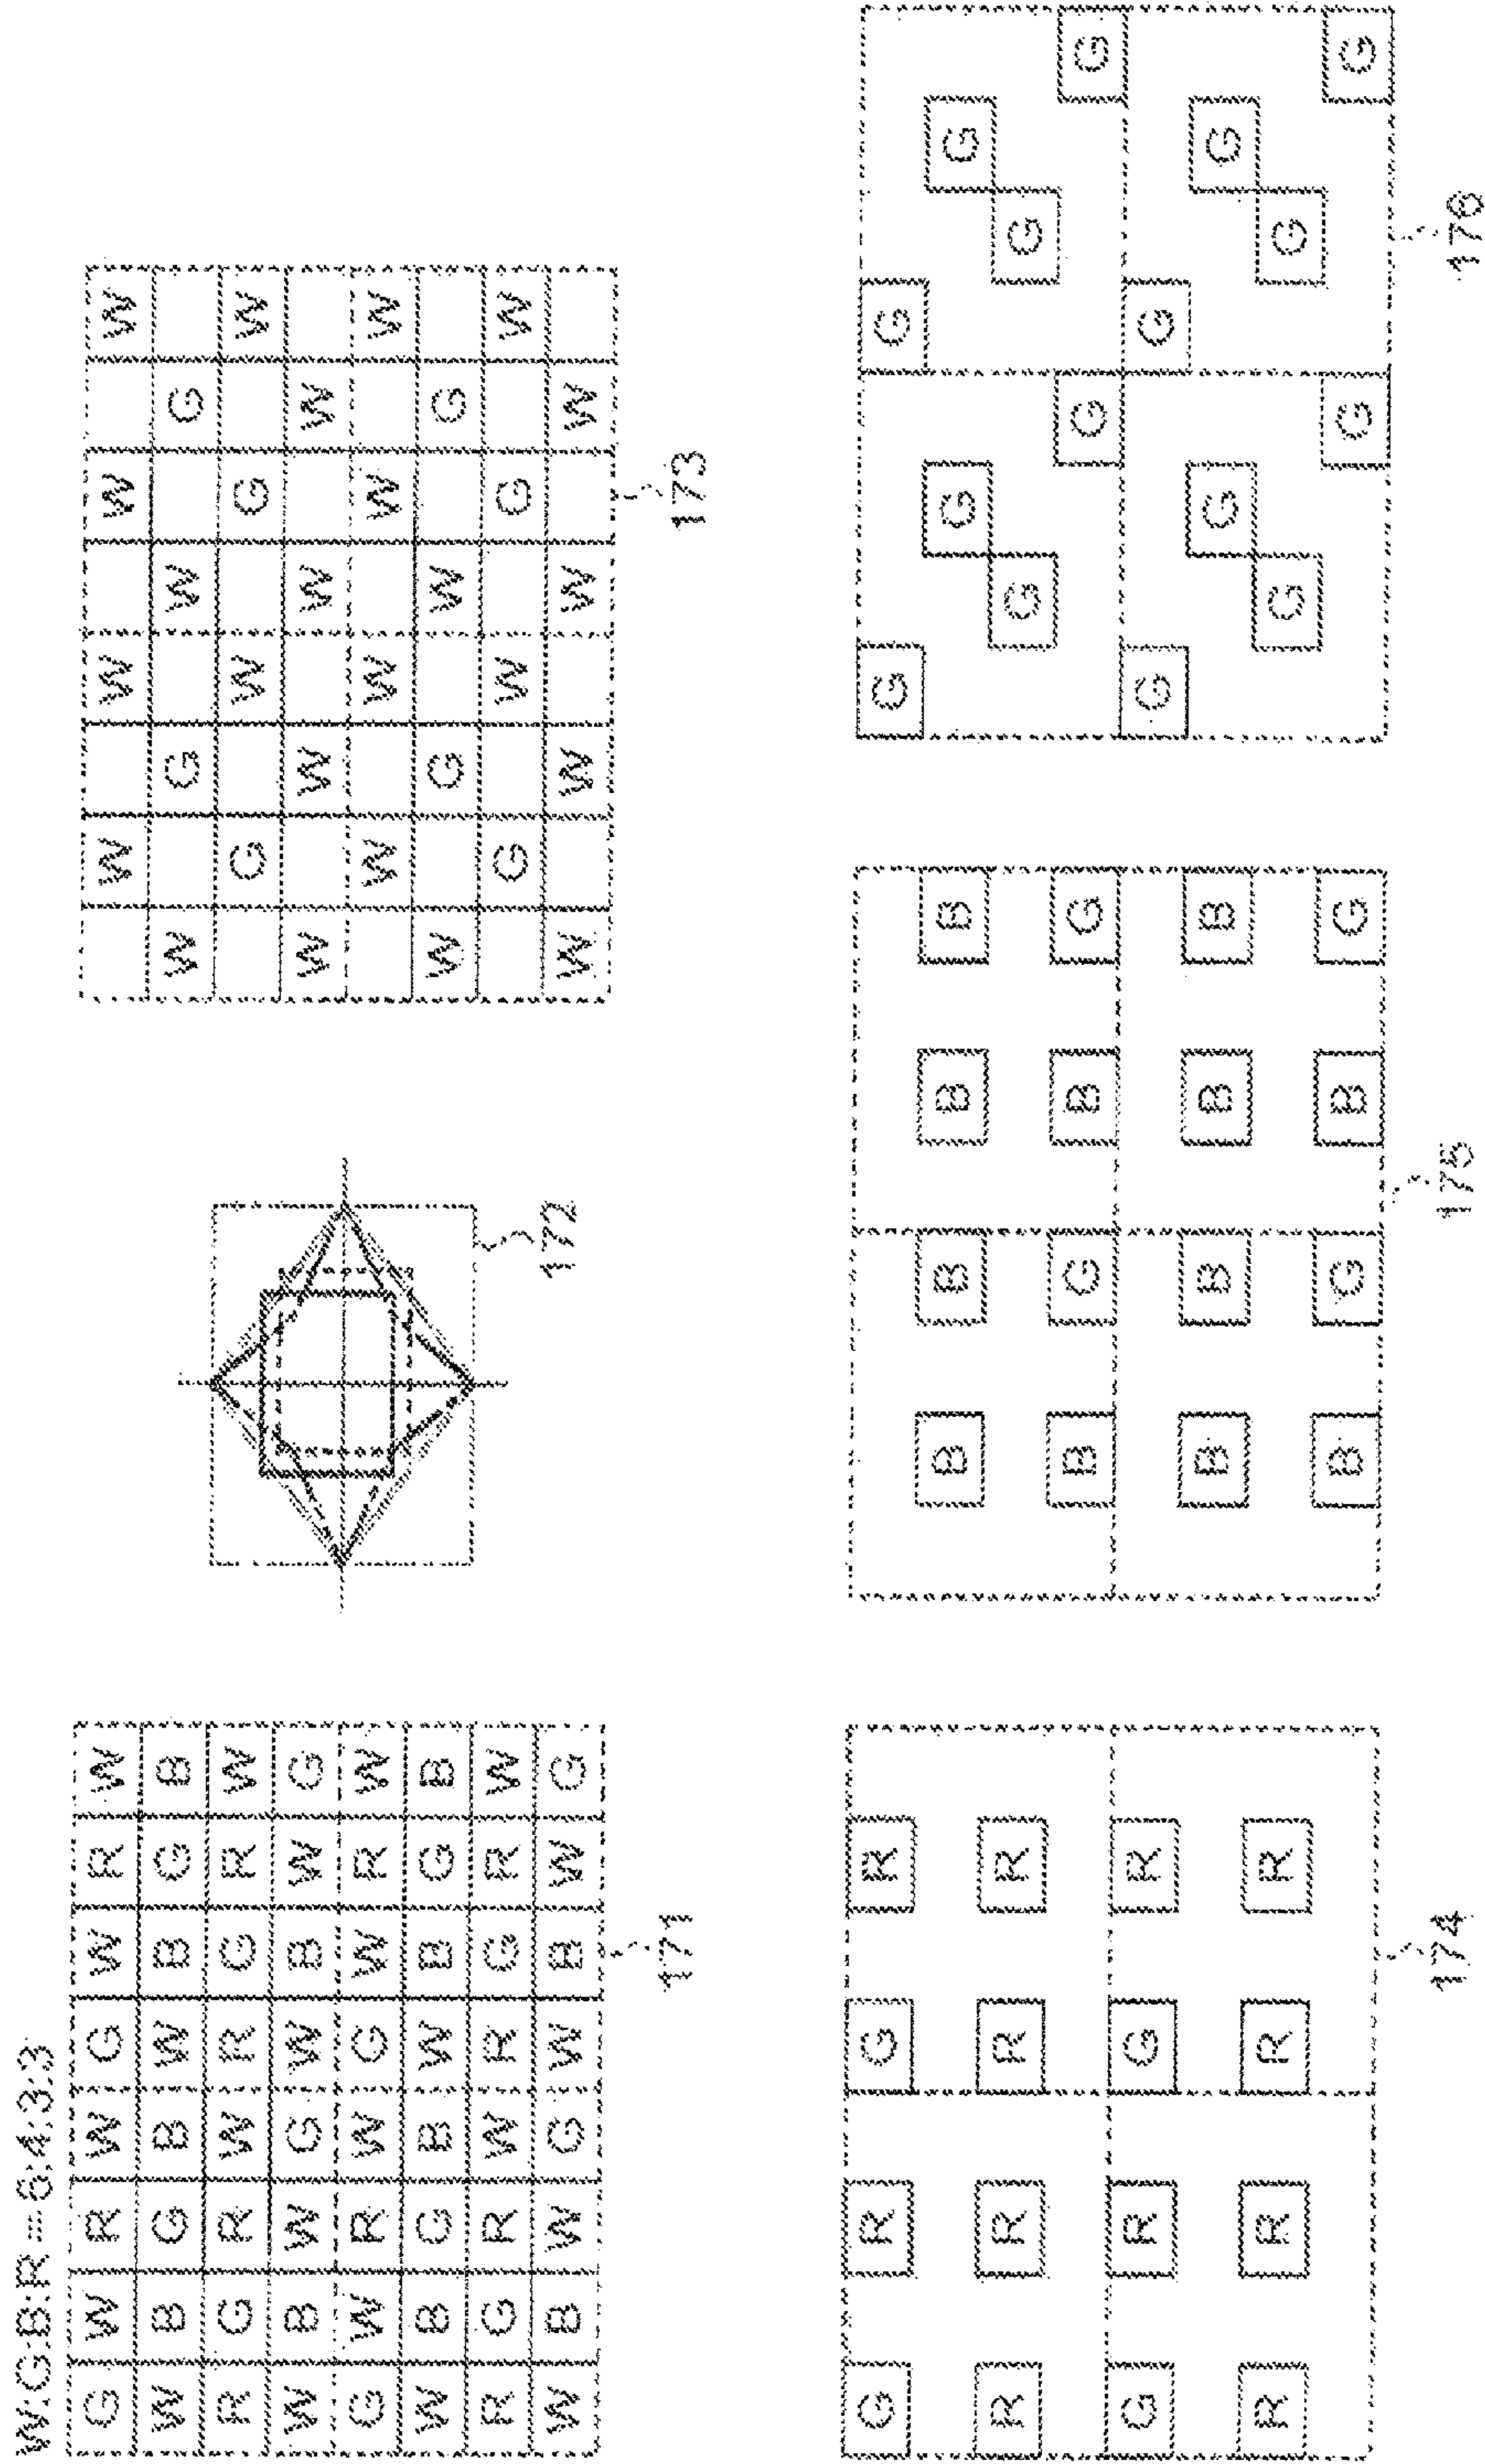 W:G:B:R=6:4:3:3
G W R W G W R W
W B G B W B G B
R G R W R G R W
W B W G W B W G
G W R W G W R W
W B G B W B G B
R G R W R G R W
W B W G W B W G
171
172
W W W W
W G W G
G W G W
W W W W
W W W W
W G W G
G W G W
W W W W
173
G R G R
R R R R
G R G R
R R R R
174
B B B B
B G B G
B B B B
B G B G
175
G G
G G
G G
G G
G G
G G
G G
G G
176